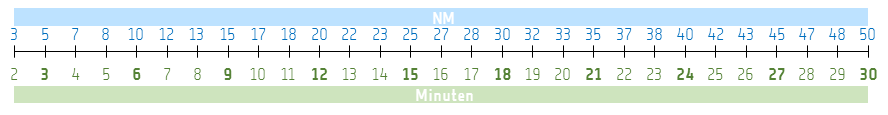 NM
3 5 7 8 10 12 13 15 17 18 20 22 23 25 27 28 30 32 33 35 37 38 40 42 43 45 47 48 50
2 3 4 5 6 7 8 9 10 11 12 13 14 15 16 17 18 19 20 21 22 23 24 25 26 27 28 29 30
Minuten